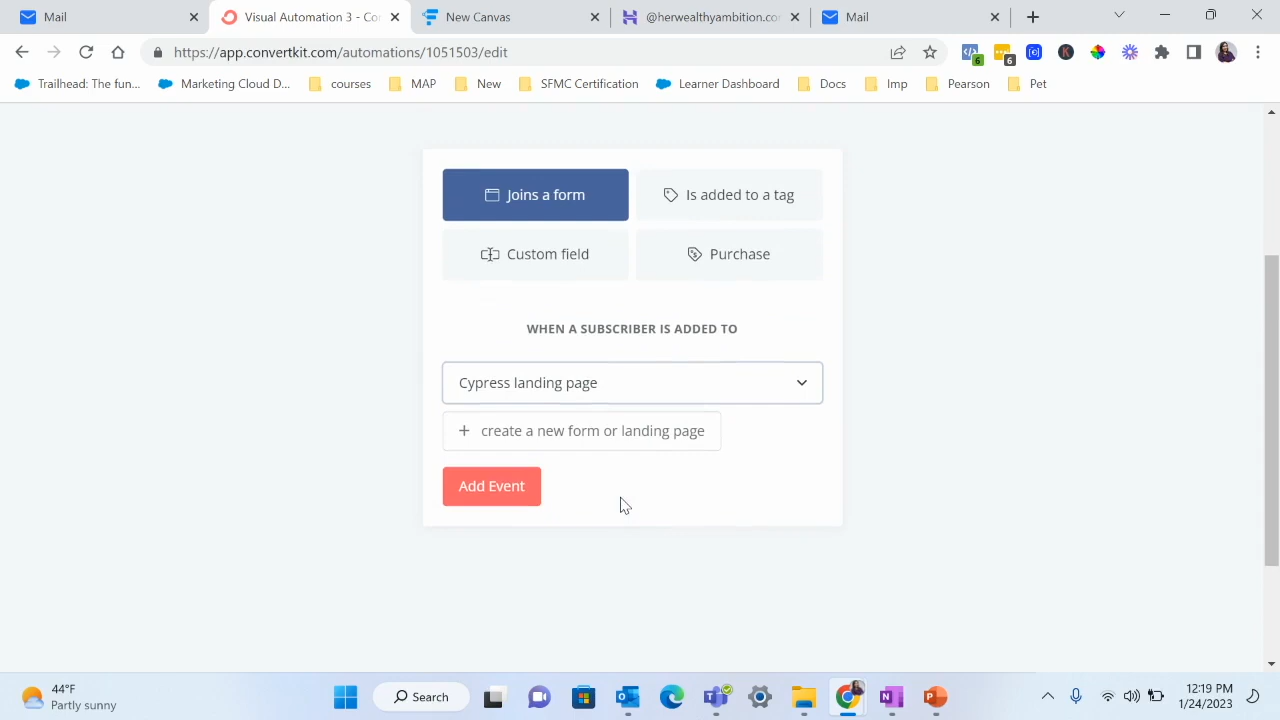 Mail
Visual Automation 3 - Co
New Canvas
@herwealthyambition.co
Mail
https://app.convertkit.com/automations/1051503/edit
6
6
Trailhead: The fun...
Marketing Cloud D...
courses
MAP
New
SFMC Certification
Learner Dashboard
Docs
Imp
Pearson
Pet
Joins a form
Is added to a tag
Custom field
Purchase
WHEN A SUBSCRIBER IS ADDED TO
Cypress landing page
+ create a new form or landing page
Add Event
44°F
Partly sunny
Search
12:19 PM
1/24/2023